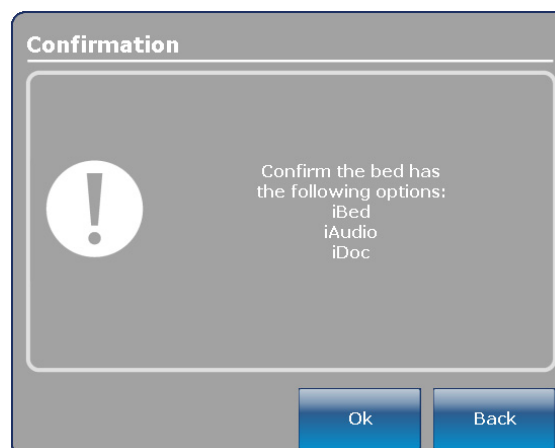 Confirmation
Confirm the bed has
the following options:
iBed
iAudio
iDoc
Ok
Back